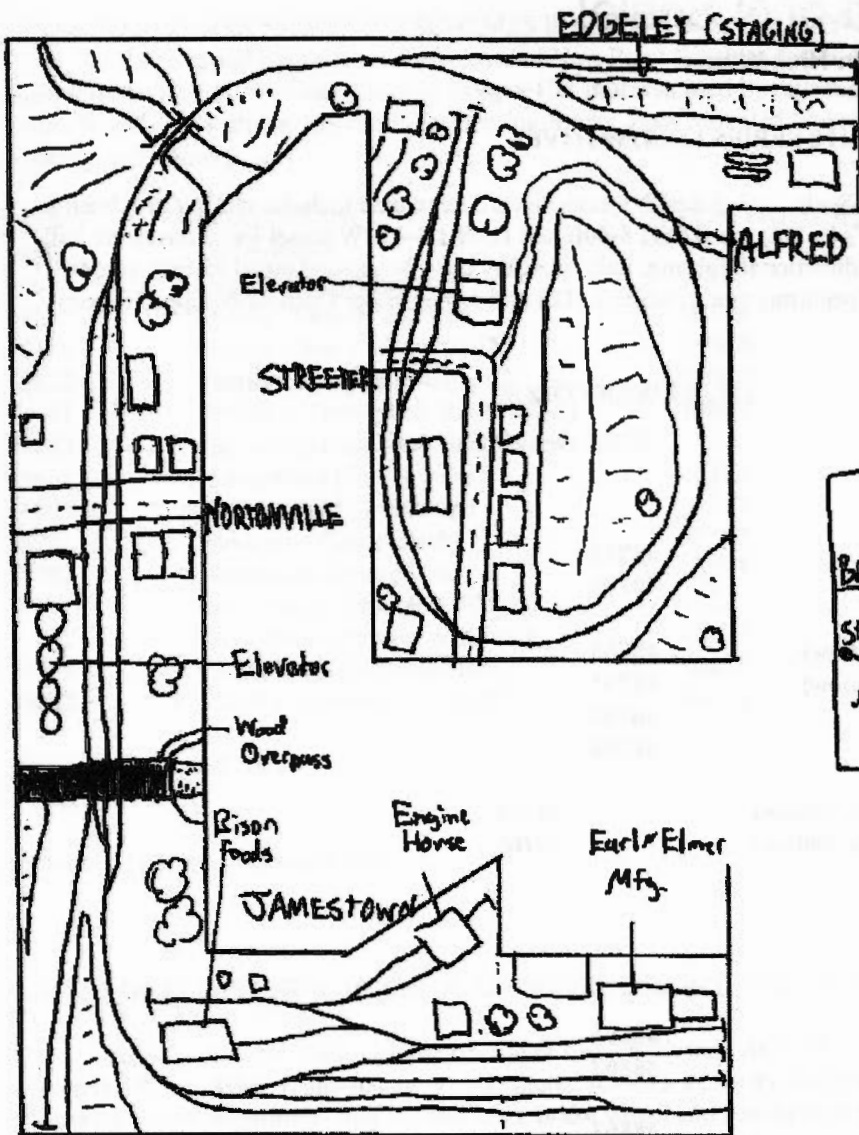 EDGELEY (STAGING)
ALFRED
Elevator
STREETER
NORTONVILLE
Elevator
Wood
Overpass
Bison
Foods
Engine
House
Earl & Elmer
Mfg.
JAMESTOWN